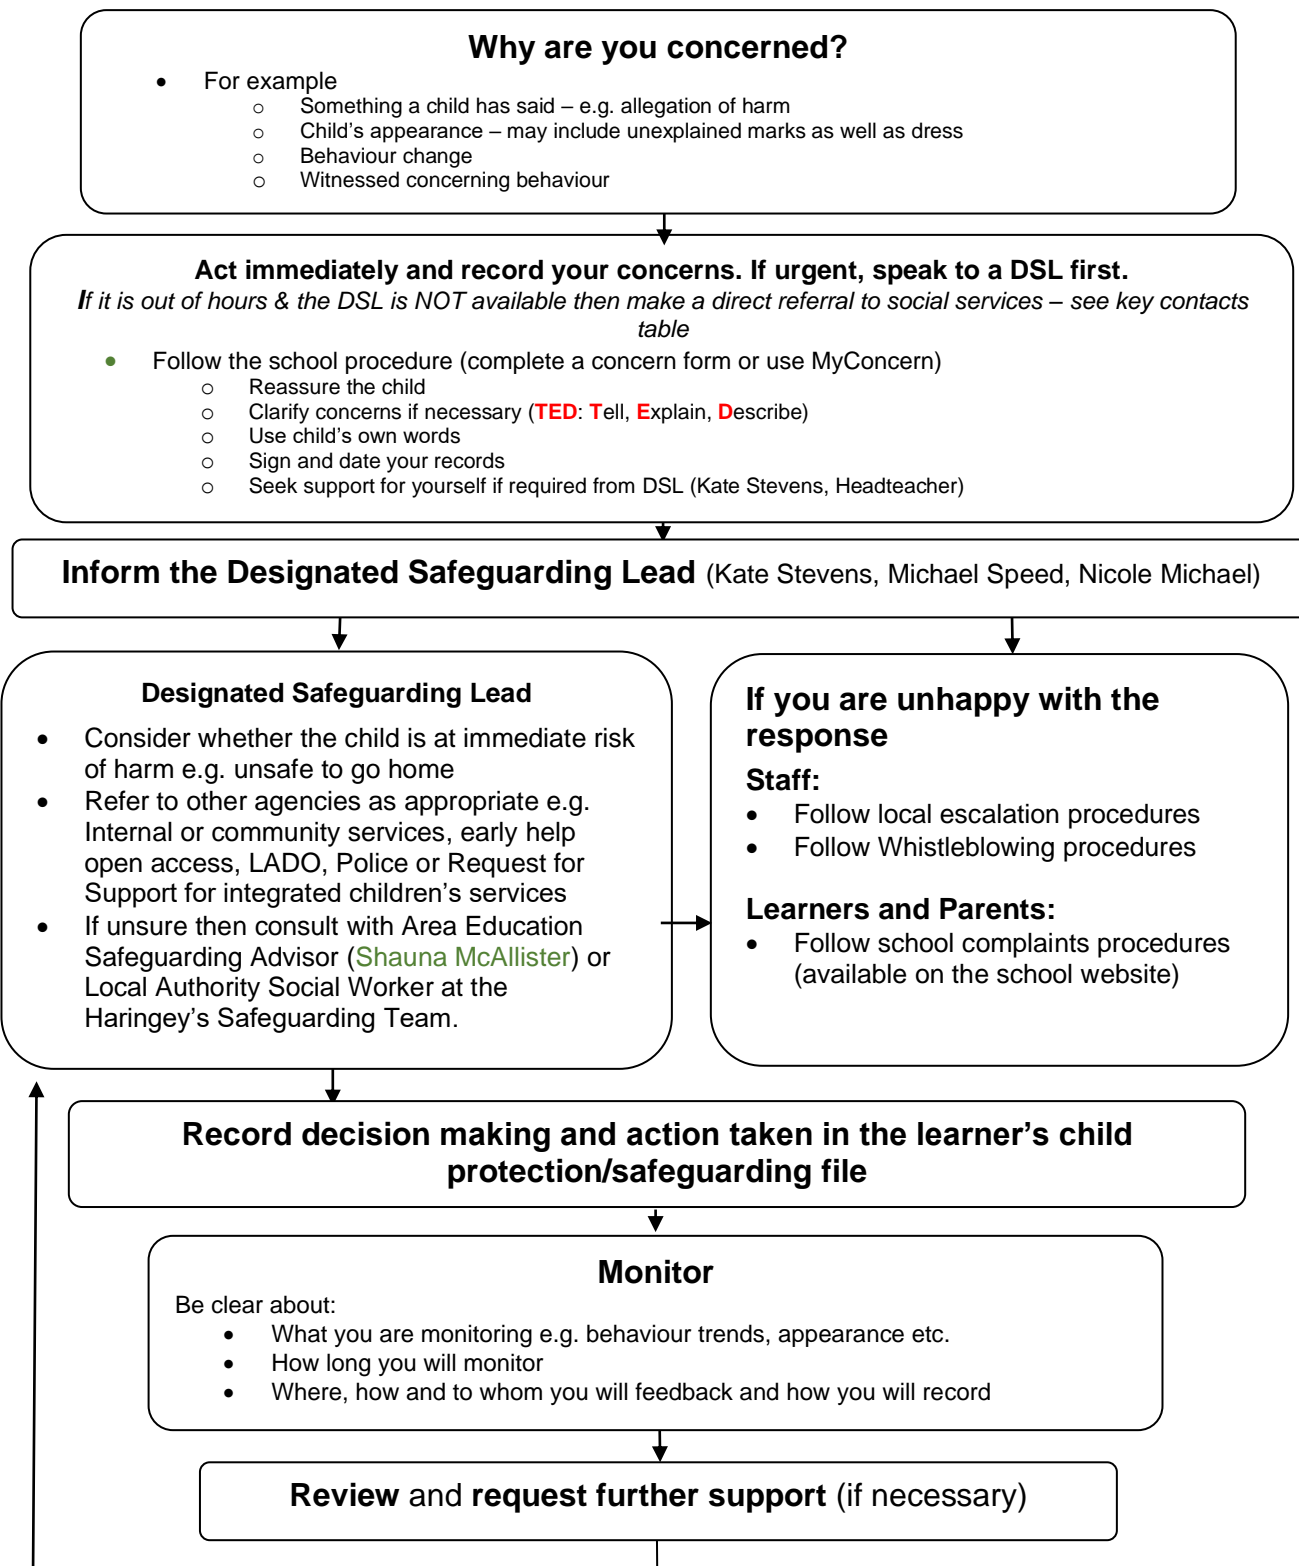 Why are you concerned?
• For example
o Something a child has said – e.g. allegation of harm
o Child’s appearance – may include unexplained marks as well as dress
o Behaviour change
o Witnessed concerning behaviour
Act immediately and record your concerns. If urgent, speak to a DSL first.
If it is out of hours & the DSL is NOT available then make a direct referral to social services – see key contacts
table
• Follow the school procedure (complete a concern form or use MyConcern)
o Reassure the child
o Clarify concerns if necessary (TED: Tell, Explain, Describe)
o Use child’s own words
o Sign and date your records
o Seek support for yourself if required from DSL (Kate Stevens, Headteacher)
Inform the Designated Safeguarding Lead (Kate Stevens, Michael Speed, Nicole Michael)
Designated Safeguarding Lead
• Consider whether the child is at immediate risk
of harm e.g. unsafe to go home
• Refer to other agencies as appropriate e.g.
Internal or community services, early help
open access, LADO, Police or Request for
Support for integrated children’s services
• If unsure then consult with Area Education
Safeguarding Advisor (Shauna McAllister) or
Local Authority Social Worker at the
Haringey’s Safeguarding Team.
If you are unhappy with the
response
Staff:
• Follow local escalation procedures
• Follow Whistleblowing procedures
Learners and Parents:
• Follow school complaints procedures
(available on the school website)
Record decision making and action taken in the learner’s child
protection/safeguarding file
Monitor
Be clear about:
• What you are monitoring e.g. behaviour trends, appearance etc.
• How long you will monitor
• Where, how and to whom you will feedback and how you will record
Review and request further support (if necessary)